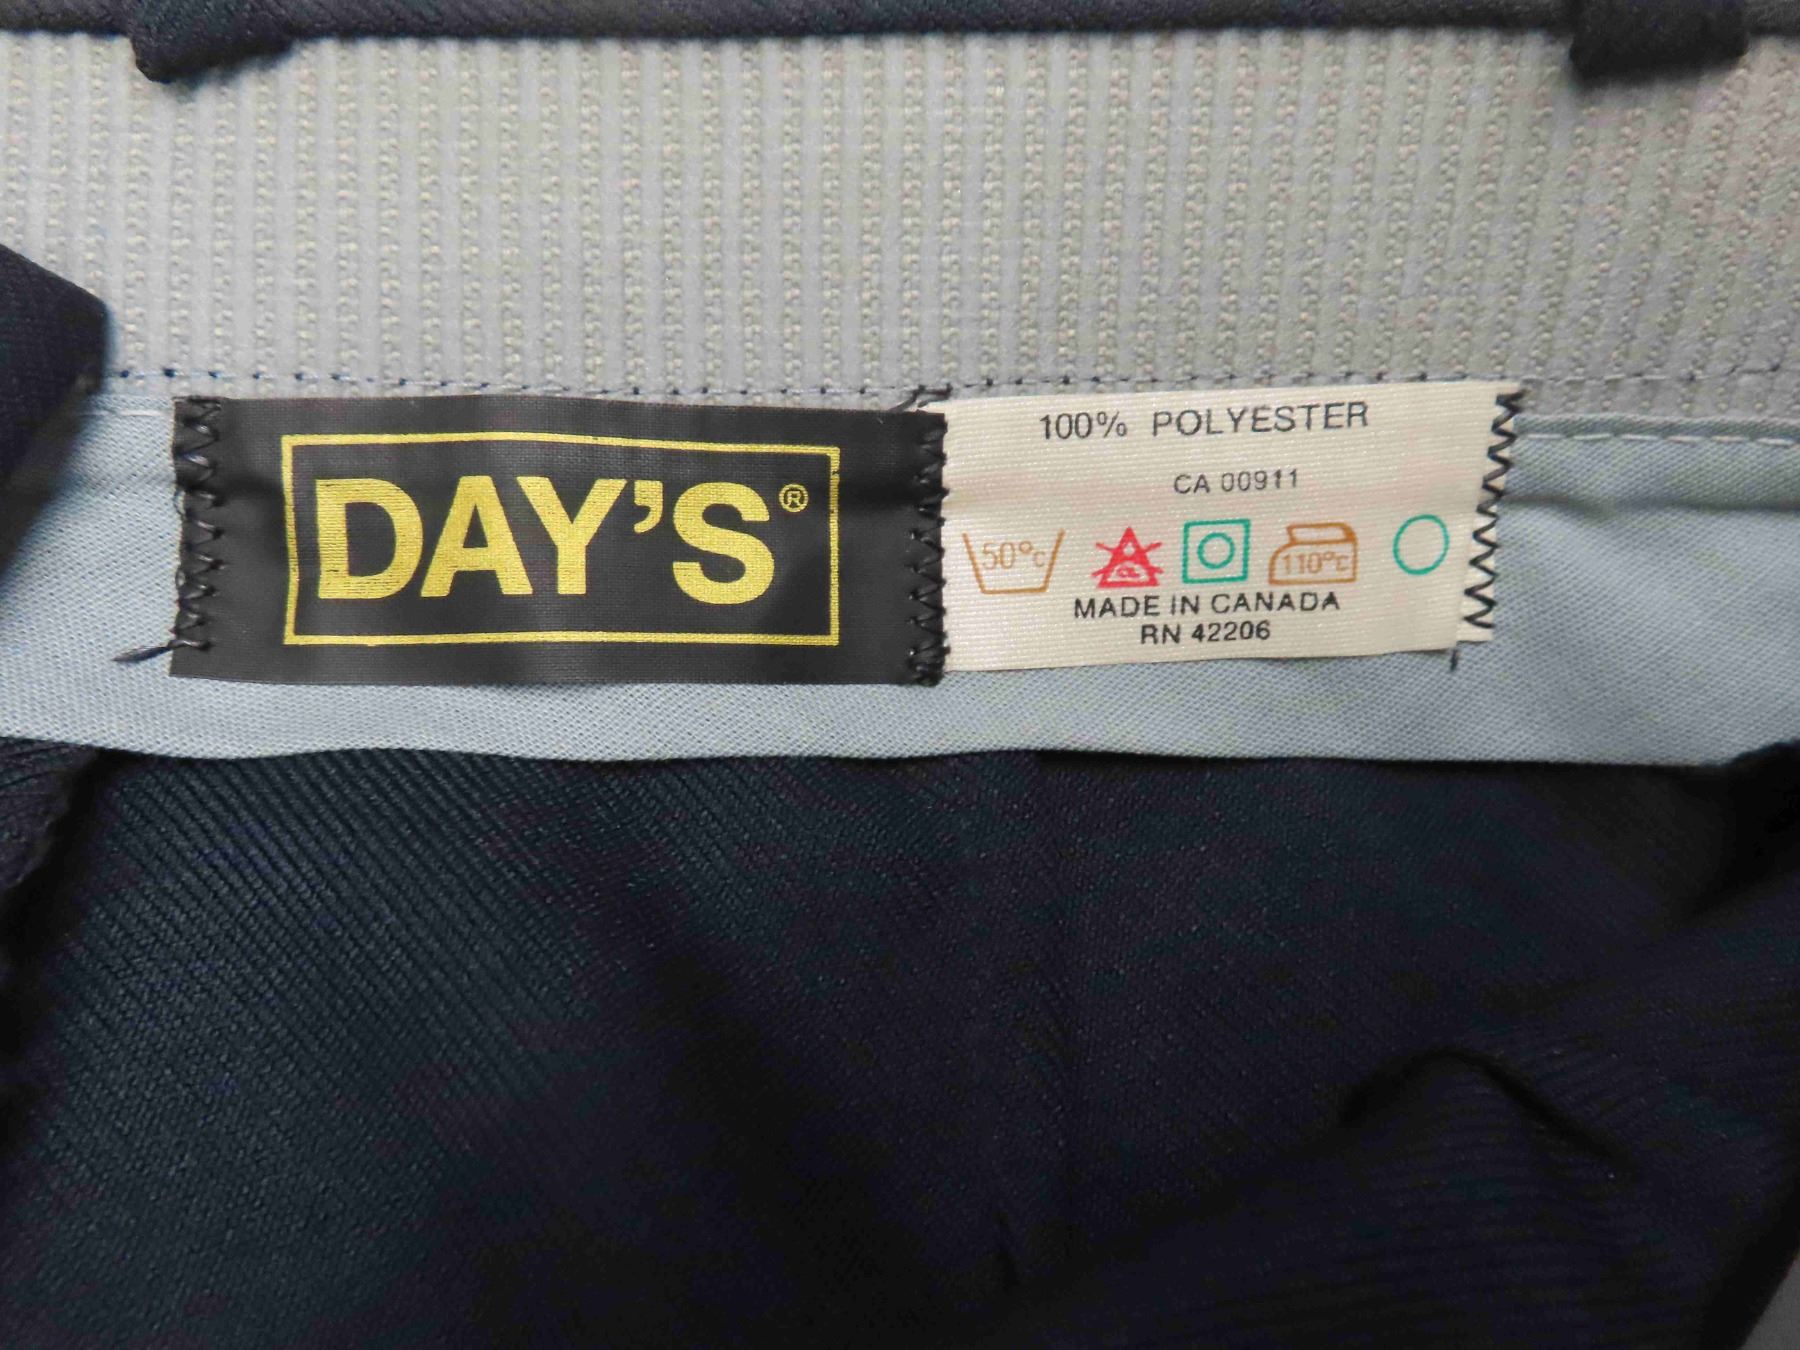 DAY'S®
100% POLYESTER
CA 00911
50°c
110°c
MADE IN CANADA
RN 42206